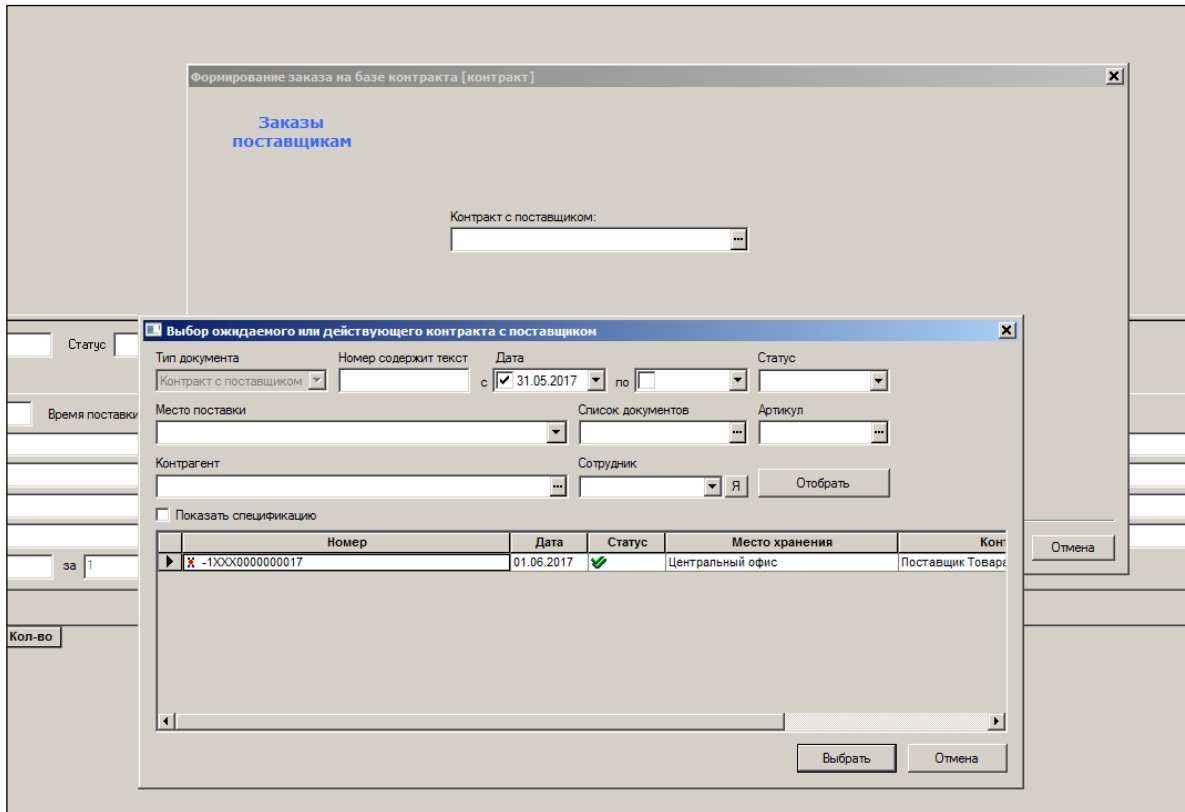 Формирование заказа на базе контракта [контракт]
Заказы
поставщикам
Контракт с поставщиком:
...
Статус
Время поставки
за 1
Кол-во
Отмена
Выбор ожидаемого или действующего контракта с поставщиком
Тип документа Номер содержит текст Дата Статус
Контракт с поставщиком с 31.05.2017 по
Место поставки Список документов Артикул
... ...
Контрагент Сотрудник
... Я Отобрать
Показать спецификацию
Номер Дата Статус Место хранения Конт
-1XXX0000000017 01.06.2017 Центральный офис Поставщик Товара
Выбрать Отмена